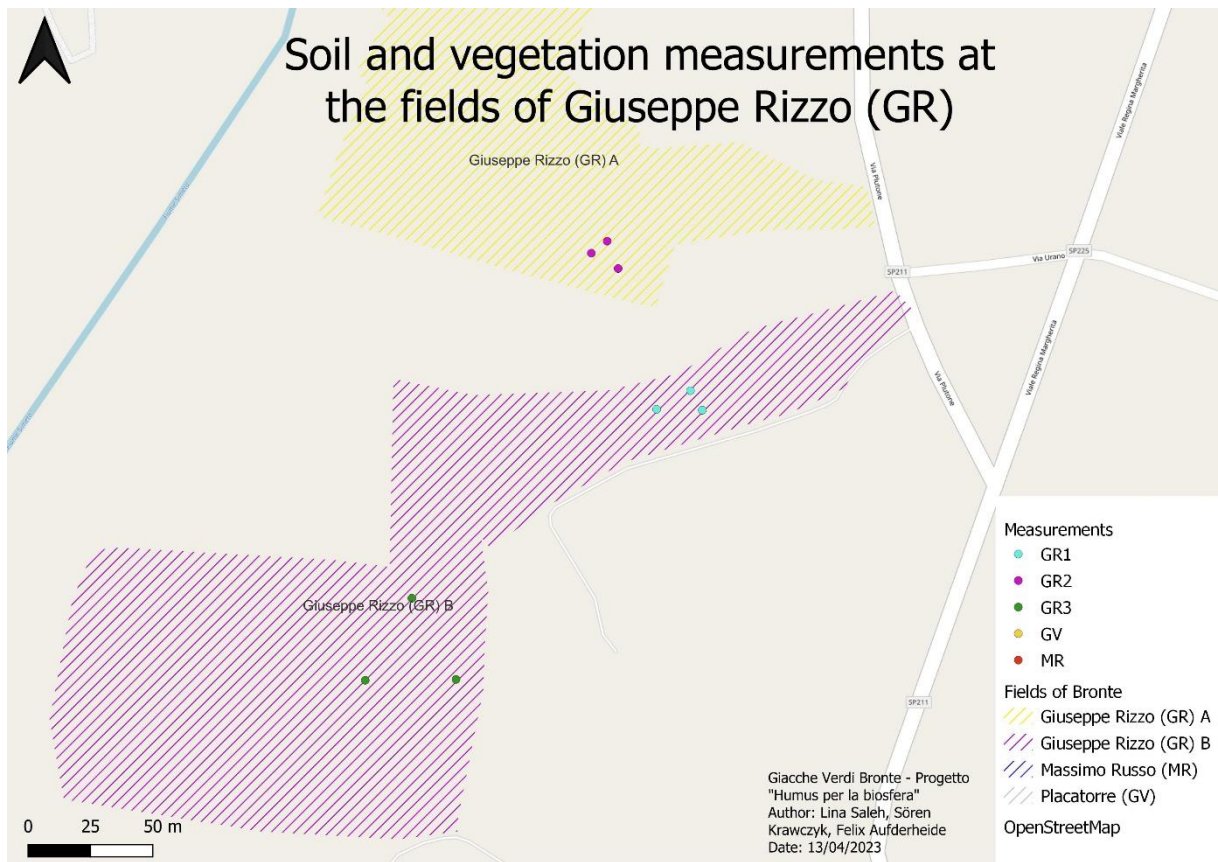 Soil and vegetation measurements at
the fields of Giuseppe Rizzo (GR)
Giuseppe Rizzo (GR) A
Via Plutone
Viale Regina Margherita
SP225
Via Urano
SP211
Via Plutone
Viale Regina Margherita
Giuseppe Rizzo (GR) B
SP211
Measurements
GR1
GR2
GR3
GV
MR
Fields of Bronte
Giuseppe Rizzo (GR) A
Giuseppe Rizzo (GR) B
Massimo Russo (MR)
Placatorre (GV)
OpenStreetMap
Giacche Verdi Bronte - Progetto
"Humus per la biosfera"
Author: Lina Saleh, Sören
Krawczyk, Felix Aufderheide
Date: 13/04/2023
0 25 50 m